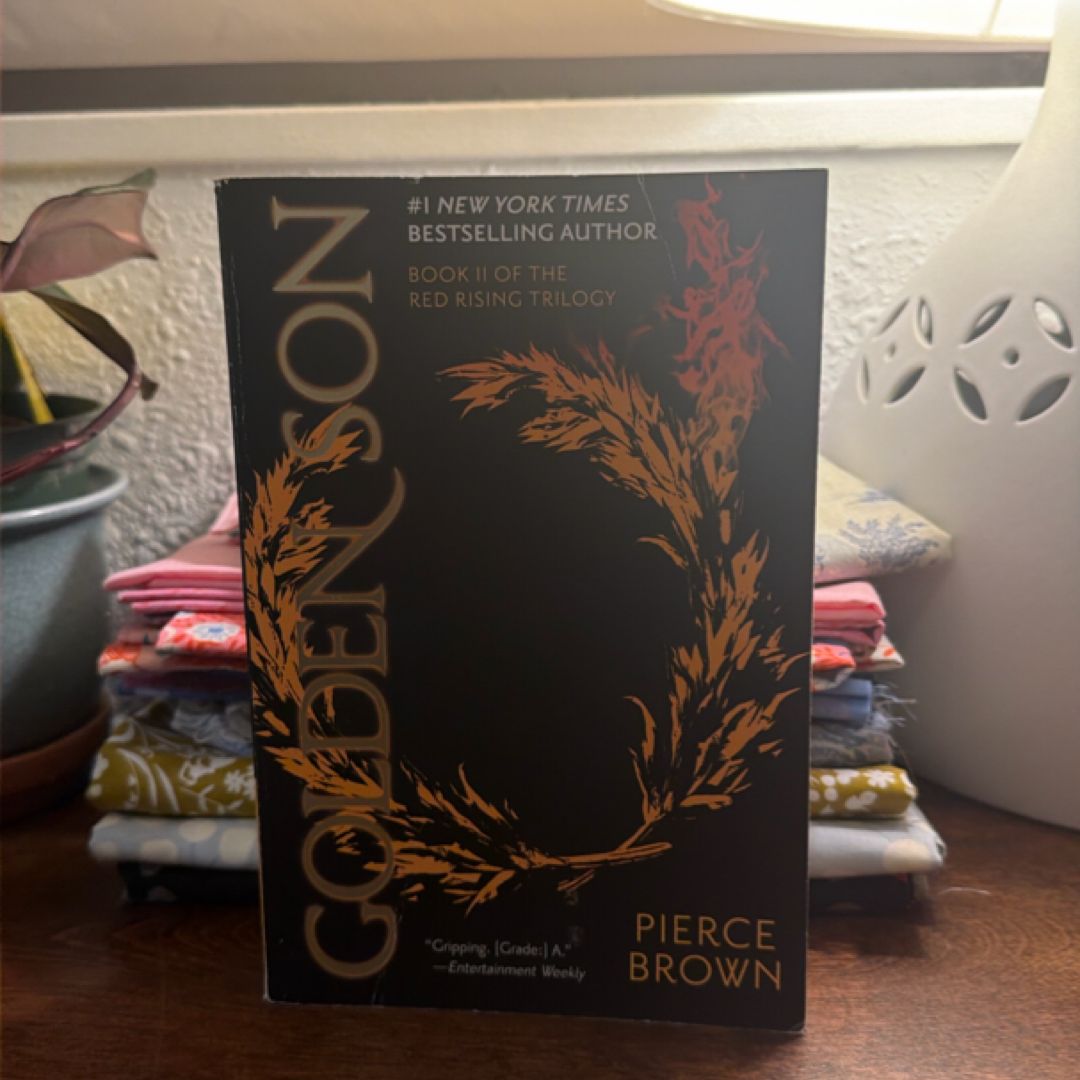 GOLDEN SON
#1 NEW YORK TIMES
BESTSELLING AUTHOR
BOOK II OF THE
RED RISING TRILOGY
"Gripping, [Grade:] A."
—Entertainment Weekly
PIERCE
BROWN